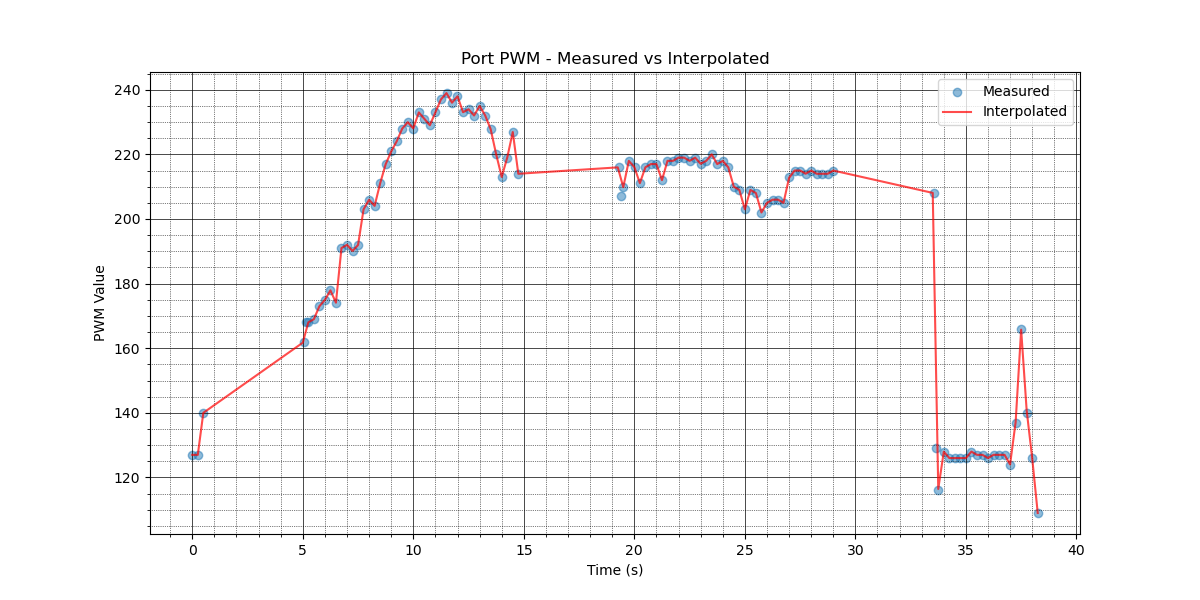 Port PWM - Measured vs Interpolated
Measured
Interpolated
PWM Value
240
220
200
180
160
140
120
0 5 10 15 20 25 30 35 40
Time (s)